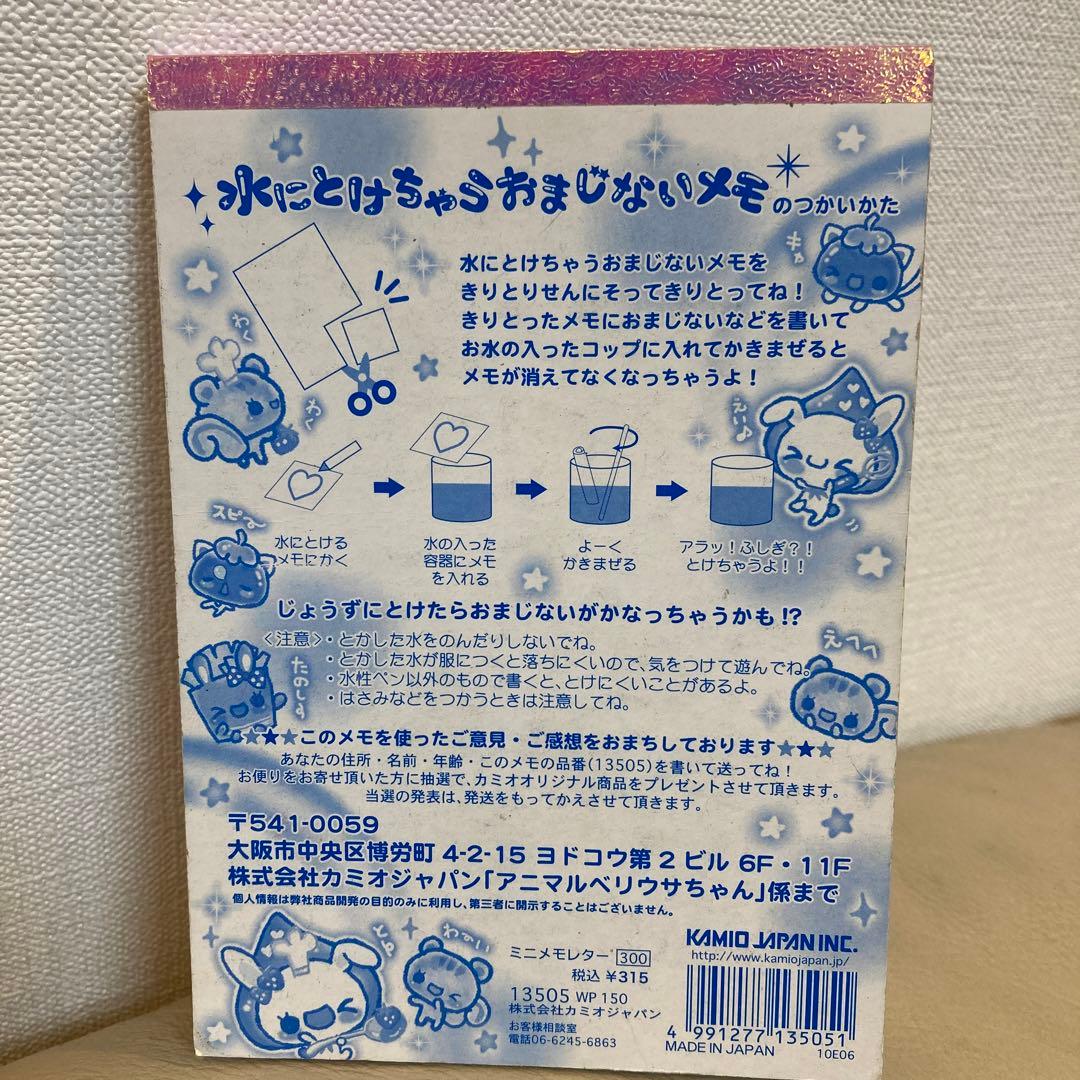 水にとけちゃうおまじないメモのつかいかた
水にとけちゃうおまじないメモを
きりとりせんにそってきりとってね！
きりとったメモにおまじないなどを書いて
お水の入ったコップに入れてかきまぜると
メモが消えてなくなっちゃうよ！
キャ
わく
わく
えい♪
スピー
水にとける
メモにかく
水の入った
容器にメモ
を入れる
よーく
かきまぜる
アラッ！ふしぎ？！
とけちゃうよ！！
じょうずにとけたらおまじないがかなっちゃうかも!?
〈注意〉・とかした水をのんだりしないでね。
・とかした水が服につくと落ちにくいので、気をつけて遊んでね。
・水性ペン以外のもので書くと、とけにくいことがあるよ。
・はさみなどをつかうときは注意してね。
たのしす
えへへ
★★★このメモを使ったご意見・ご感想をおまちしております★★★
あなたの住所・名前・年齢・このメモの品番(13505)を書いて送ってね！
お便りをお寄せ頂いた方に抽選で、カミオオリジナル商品をプレゼントさせて頂きます。
当選の発表は、発送をもってかえさせて頂きます。
〒541-0059
大阪市中央区博労町 4-2-15 ヨドコウ第 2 ビル 6F・11F
株式会社カミオジャパン「アニマルベリウサちゃん」係まで
個人情報は弊社商品開発の目的のみに利用し、第三者に開示することはございません。
わーい
ミニメモレター 300
税込 ¥315
13505 WP 150
株式会社カミオジャパン
お客様相談室
電話06-6245-6863
KAMIO JAPAN INC.
http://www.kamiojapan.jp/
4 991277 135051
MADE IN JAPAN 10E06